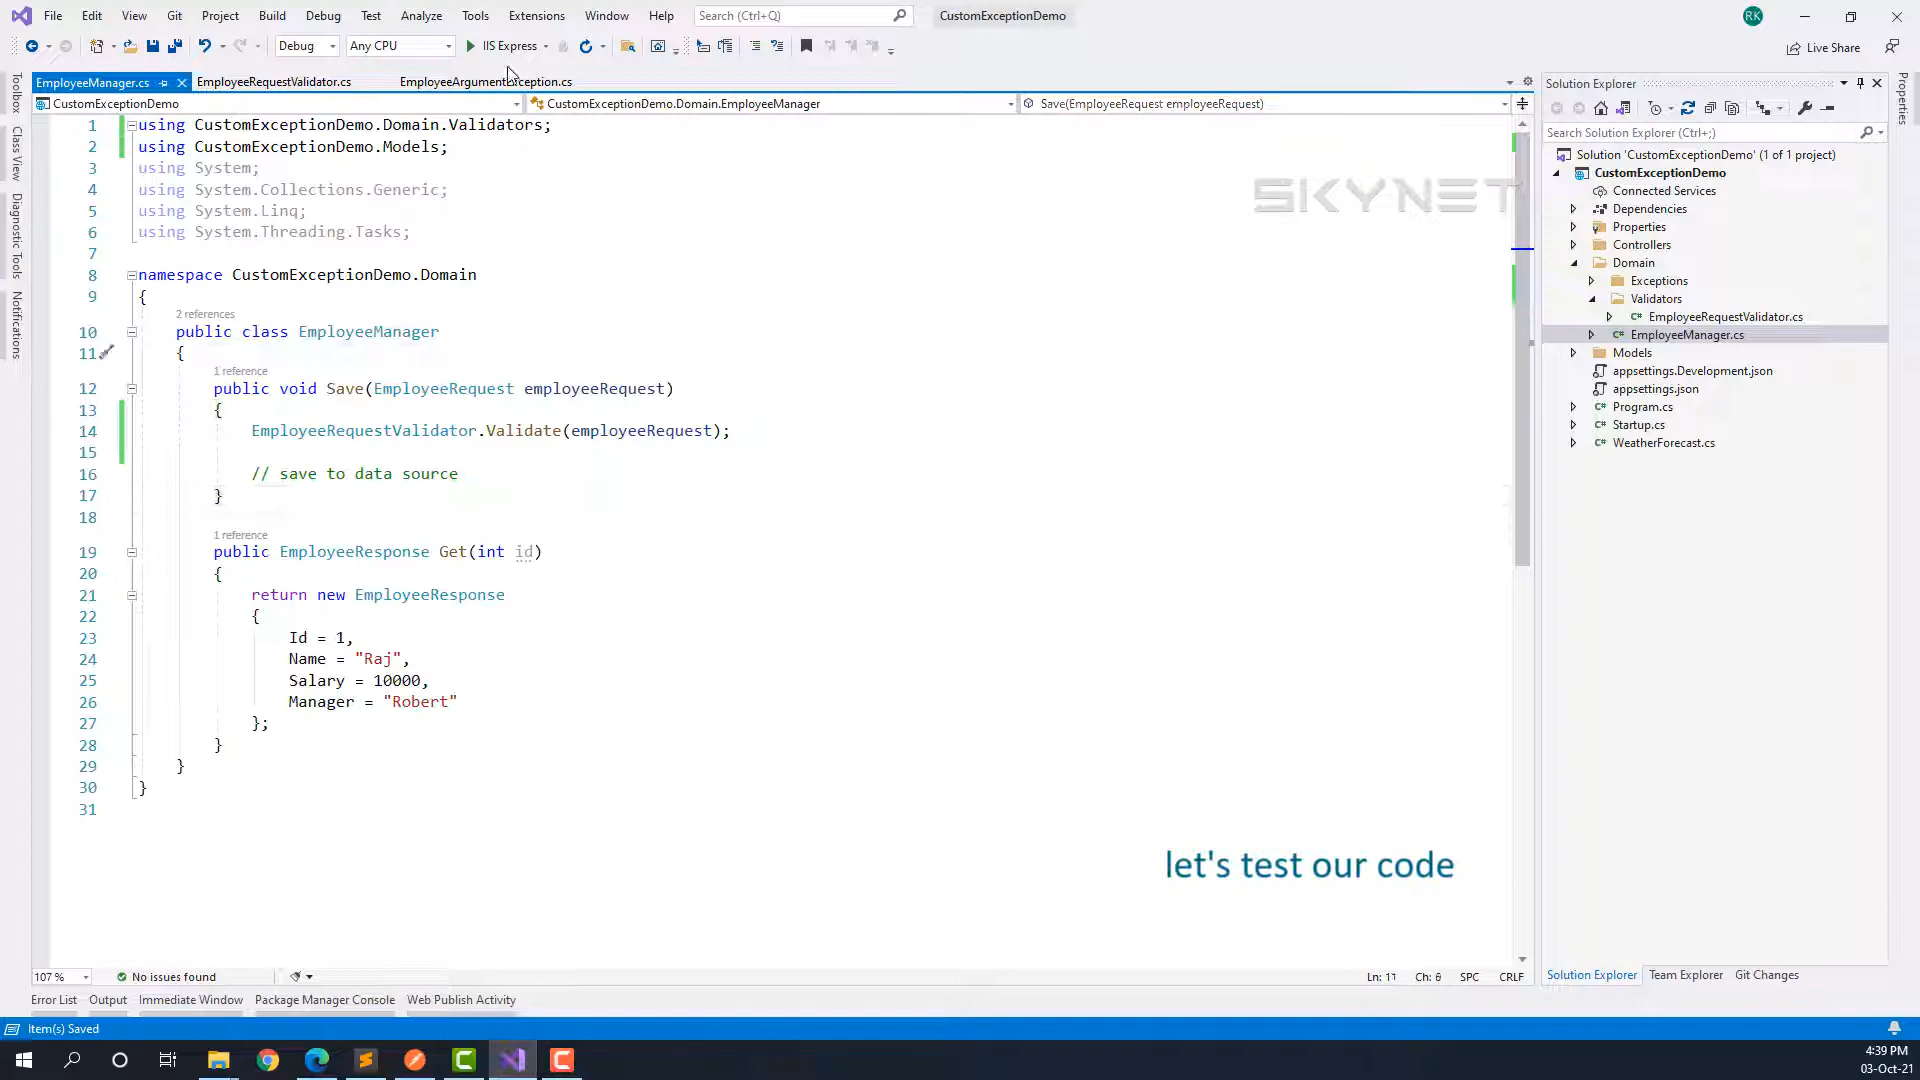 File Edit View Git Project Build Debug Test Analyze Tools Extensions Window Help Search (Ctrl+Q) CustomExceptionDemo RK
Debug Any CPU IIS Express Live Share
EmployeeManager.cs EmployeeRequestValidator.cs EmployeeArgumentException.cs
CustomExceptionDemo CustomExceptionDemo.Domain.EmployeeManager Save(EmployeeRequest employeeRequest)
1 using CustomExceptionDemo.Domain.Validators;
2 using CustomExceptionDemo.Models;
3 using System;
4 using System.Collections.Generic;
5 using System.Linq;
6 using System.Threading.Tasks;
7
8 namespace CustomExceptionDemo.Domain
9 {
2 references
10 public class EmployeeManager
11 {
1 reference
12 public void Save(EmployeeRequest employeeRequest)
13 {
14 EmployeeRequestValidator.Validate(employeeRequest);
15
16 // save to data source
17 }
18
1 reference
19 public EmployeeResponse Get(int id)
20 {
21 return new EmployeeResponse
22 {
23 Id = 1,
24 Name = "Raj",
25 Salary = 10000,
26 Manager = "Robert"
27 };
28 }
29 }
30 }
31
SKYNET
let's test our code
107 % No issues found Ln: 11 Ch: 6 SPC CRLF
Error List Output Immediate Window Package Manager Console Web Publish Activity
Item(s) Saved
Toolbox
Class View
Diagnostic Tools
Notifications
Solution Explorer
Search Solution Explorer (Ctrl+;)
Solution 'CustomExceptionDemo' (1 of 1 project)
CustomExceptionDemo
Connected Services
Dependencies
Properties
Controllers
Domain
Exceptions
Validators
C# EmployeeRequestValidator.cs
C# EmployeeManager.cs
Models
appsettings.Development.json
appsettings.json
C# Program.cs
C# Startup.cs
C# WeatherForecast.cs
Solution Explorer Team Explorer Git Changes
Properties
4:39 PM
03-Oct-21